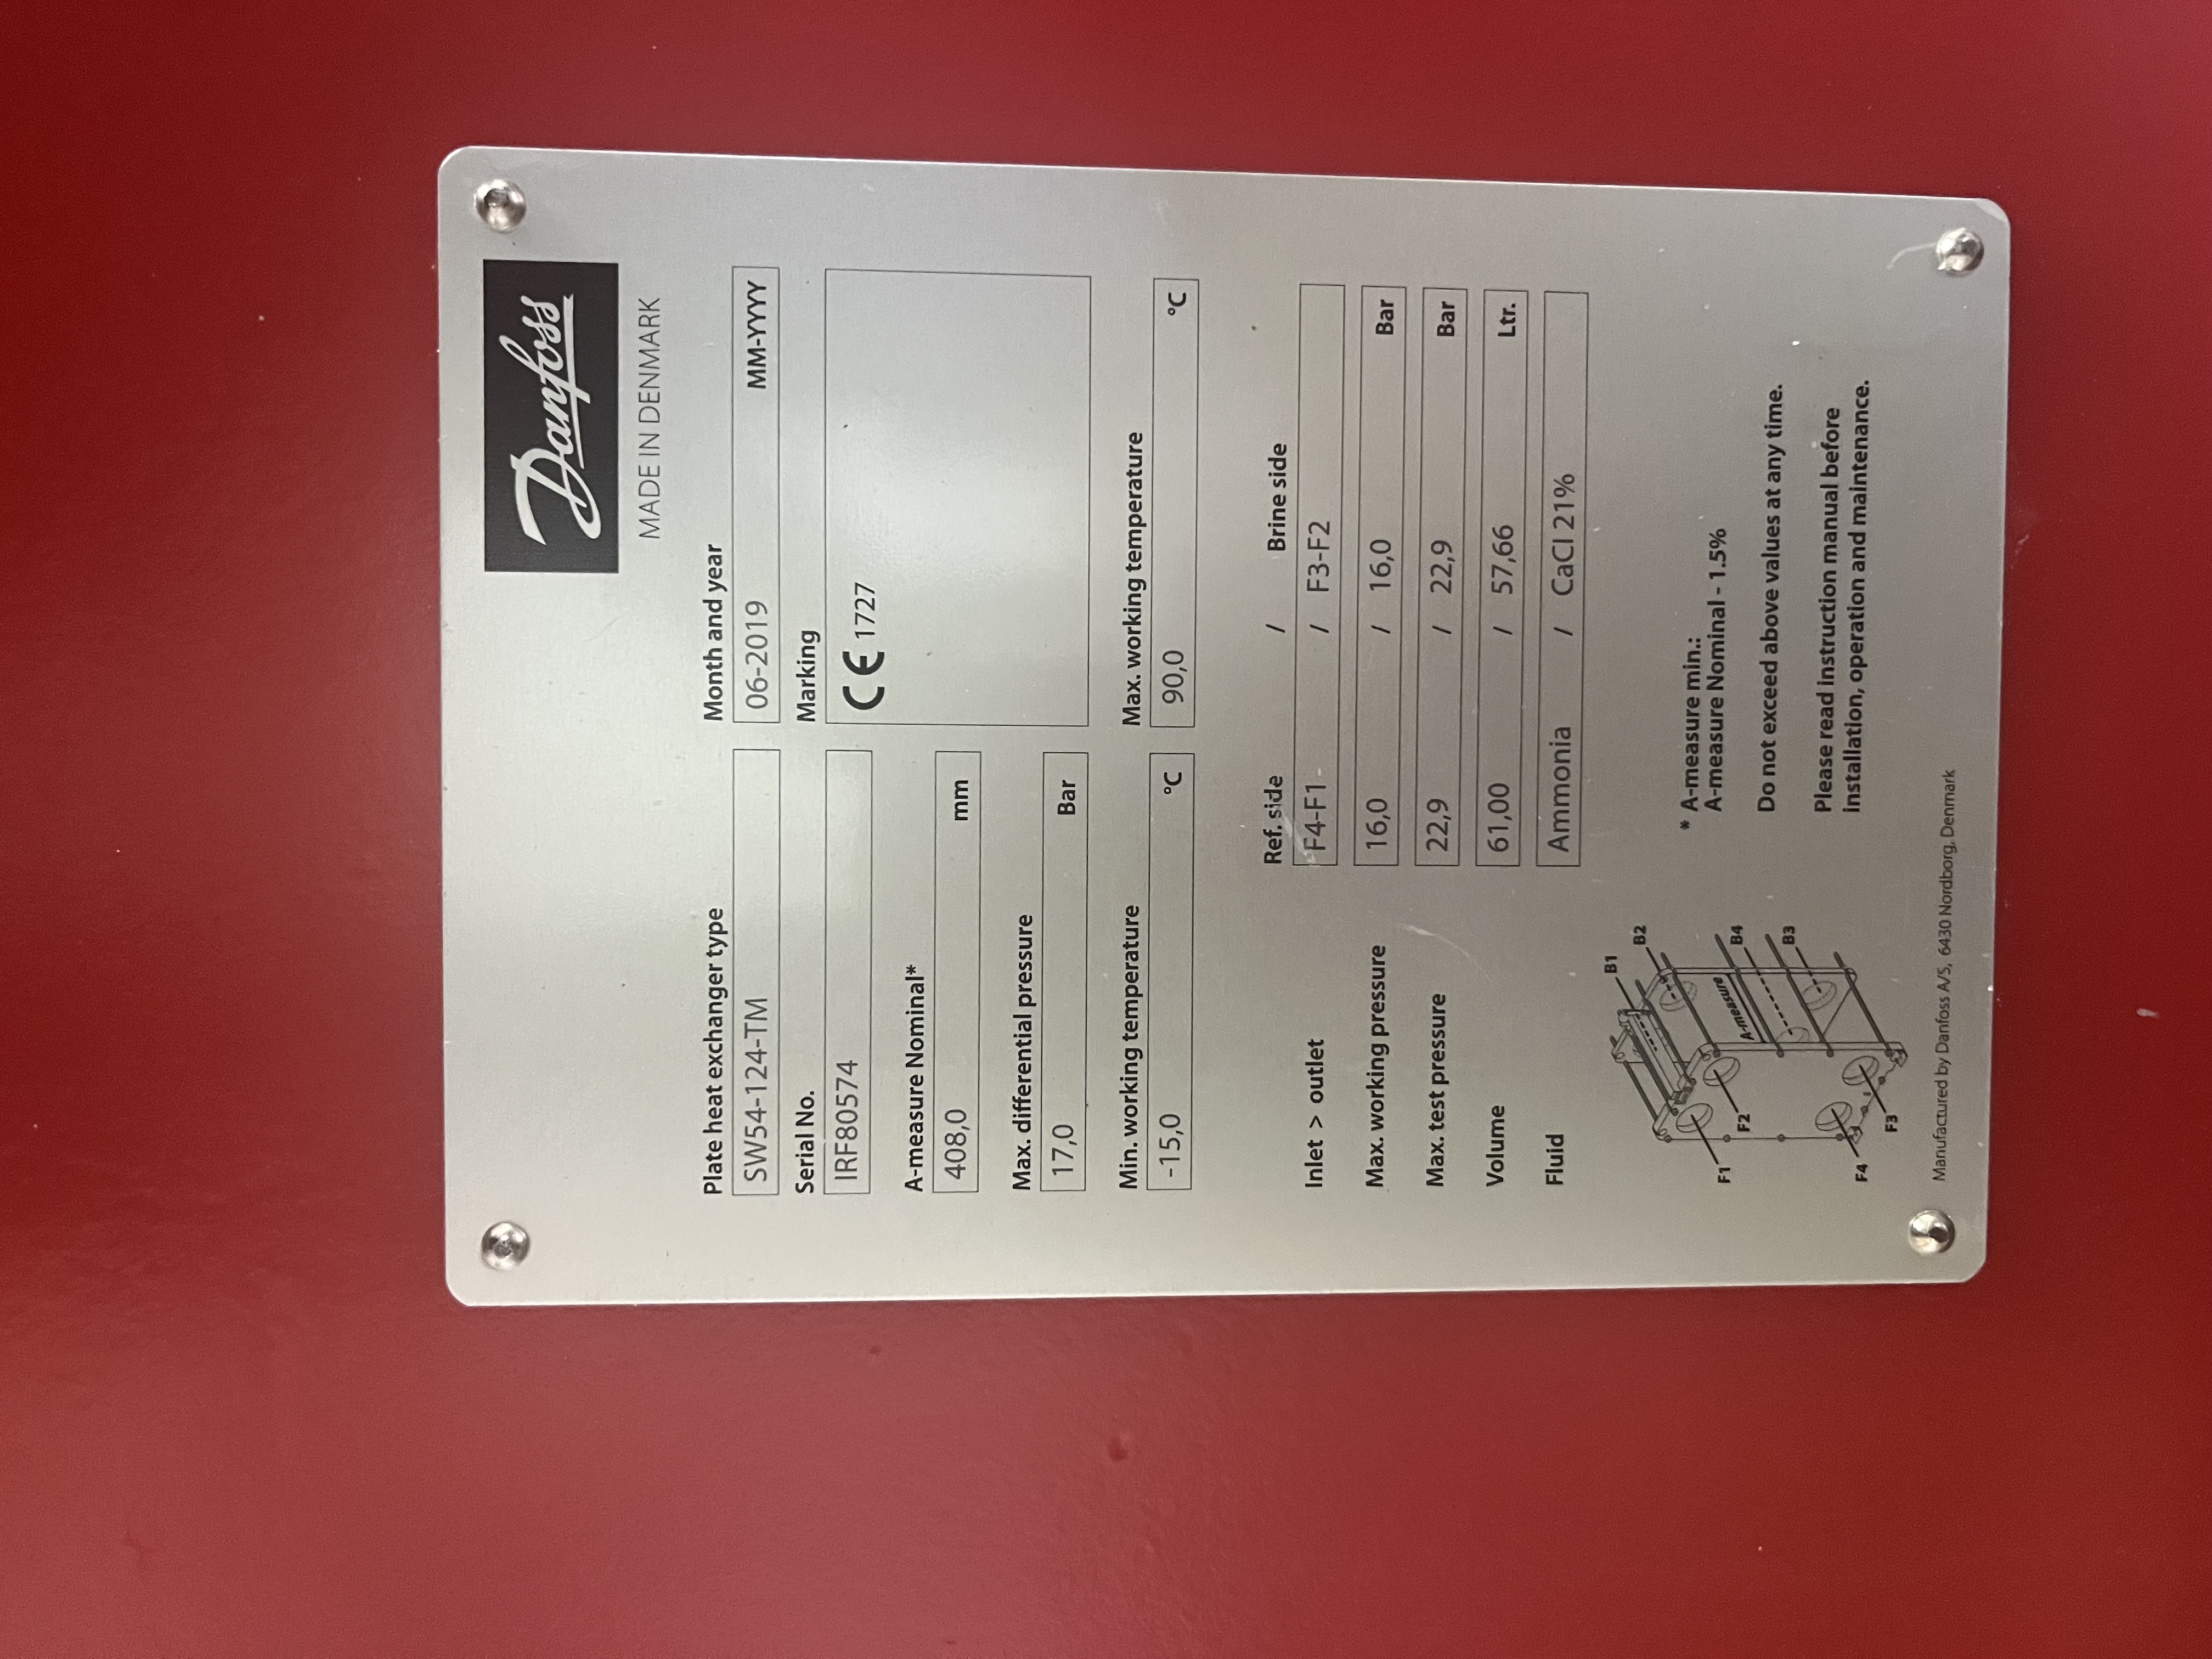 Danfoss
MADE IN DENMARK
Plate heat exchanger type
SW54-124-TM
Month and year
06-2019 MM-YYYY
Serial No.
IRF80574
Marking
CE 1727
A-measure Nominal*
408,0 mm
Max. differential pressure
17,0 Bar
Min. working temperature
-15,0 °C
Max. working temperature
90,0 °C
Ref. side / Brine side
Inlet > outlet F4-F1 / F3-F2
Max. working pressure 16,0 / 16,0 Bar
Max. test pressure 22,9 / 22,9 Bar
Volume 61,00 / 57,66 Ltr.
Fluid Ammonia / CaCl 21%
B1
B2
A-measure
B4
B3
F1
F2
F4
F3
* A-measure min.:
A-measure Nominal - 1.5%
Do not exceed above values at any time.
Please read instruction manual before
installation, operation and maintenance.
Manufactured by Danfoss A/S, 6430 Nordborg, Denmark